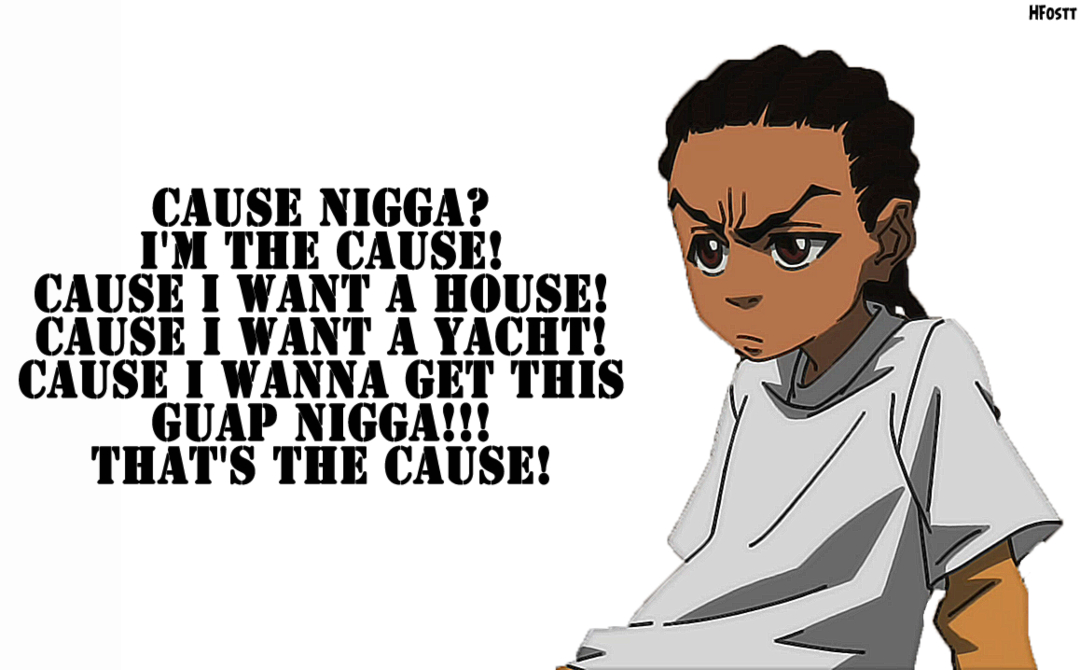 HFostt
CAUSE NIGGA?
I'M THE CAUSE!
CAUSE I WANT A HOUSE!
CAUSE I WANT A YACHT!
CAUSE I WANNA GET THIS
GUAP NIGGA!!!
THAT'S THE CAUSE!